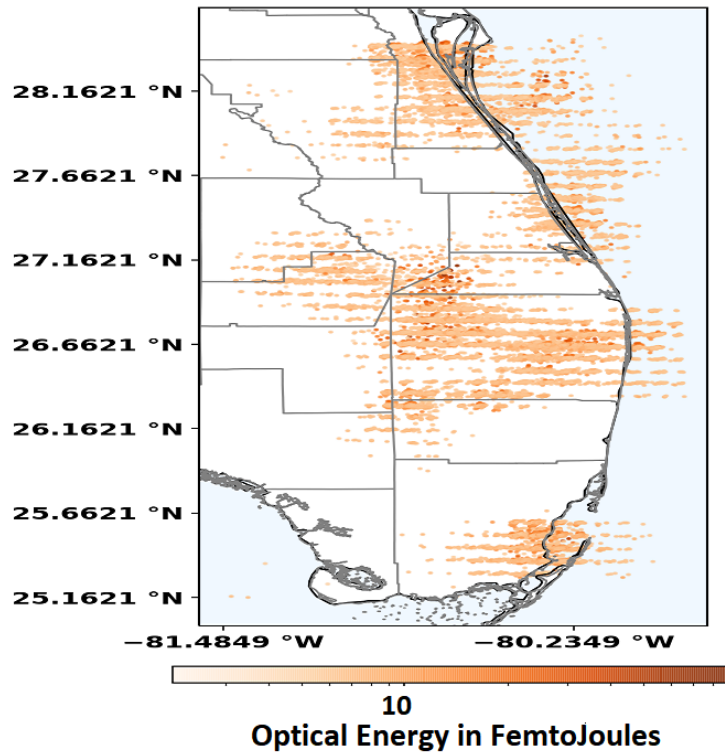 28.1621 °N
27.6621 °N
27.1621 °N
26.6621 °N
26.1621 °N
25.6621 °N
25.1621 °N
−81.4849 °W −80.2349 °W
10
Optical Energy in FemtoJoules